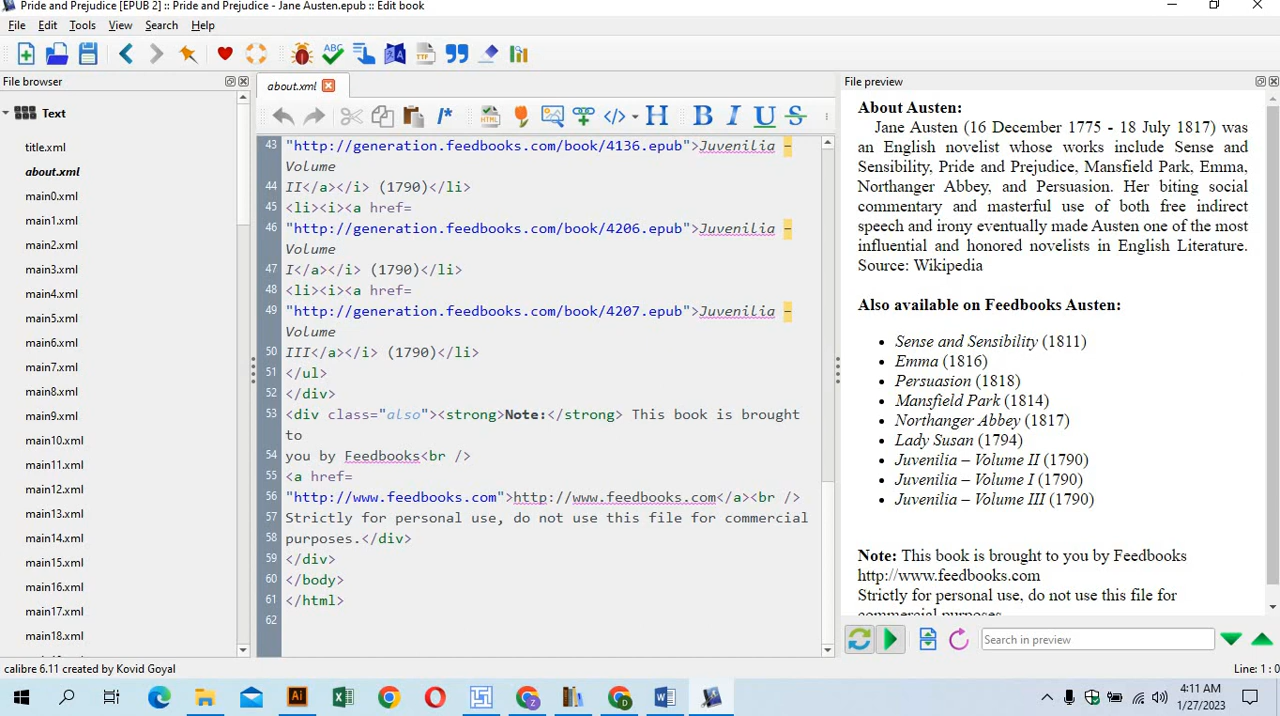 Pride and Prejudice [EPUB 2] :: Pride and Prejudice - Jane Austen.epub :: Edit book
File Edit Tools View Search Help
File browser
Text
title.xml
about.xml
main0.xml
main1.xml
main2.xml
main3.xml
main4.xml
main5.xml
main6.xml
main7.xml
main8.xml
main9.xml
main10.xml
main11.xml
main12.xml
main13.xml
main14.xml
main15.xml
main16.xml
main17.xml
main18.xml
about.xml
43 "http://generation.feedbooks.com/book/4136.epub">Juvenilia –
Volume
44 II</a></i> (1790)</li>
45 <li><i><a href=
46 "http://generation.feedbooks.com/book/4206.epub">Juvenilia –
Volume
47 I</a></i> (1790)</li>
48 <li><i><a href=
49 "http://generation.feedbooks.com/book/4207.epub">Juvenilia –
Volume
50 III</a></i> (1790)</li>
51 </ul>
52 </div>
53 <div class="also"><strong>Note:</strong> This book is brought
to
54 you by Feedbooks<br />
55 <a href=
56 "http://www.feedbooks.com">http://www.feedbooks.com</a><br />
57 Strictly for personal use, do not use this file for commercial
58 purposes.</div>
59 </div>
60 </body>
61 </html>
62
File preview
About Austen:
Jane Austen (16 December 1775 - 18 July 1817) was
an English novelist whose works include Sense and
Sensibility, Pride and Prejudice, Mansfield Park, Emma,
Northanger Abbey, and Persuasion. Her biting social
commentary and masterful use of both free indirect
speech and irony eventually made Austen one of the most
influential and honored novelists in English Literature.
Source: Wikipedia
Also available on Feedbooks Austen:
• Sense and Sensibility (1811)
• Emma (1816)
• Persuasion (1818)
• Mansfield Park (1814)
• Northanger Abbey (1817)
• Lady Susan (1794)
• Juvenilia – Volume II (1790)
• Juvenilia – Volume I (1790)
• Juvenilia – Volume III (1790)
Note: This book is brought to you by Feedbooks
http://www.feedbooks.com
Strictly for personal use, do not use this file for
commercial purposes
Search in preview
calibre 6.11 created by Kovid Goyal
Line: 1 : 0
4:11 AM
1/27/2023